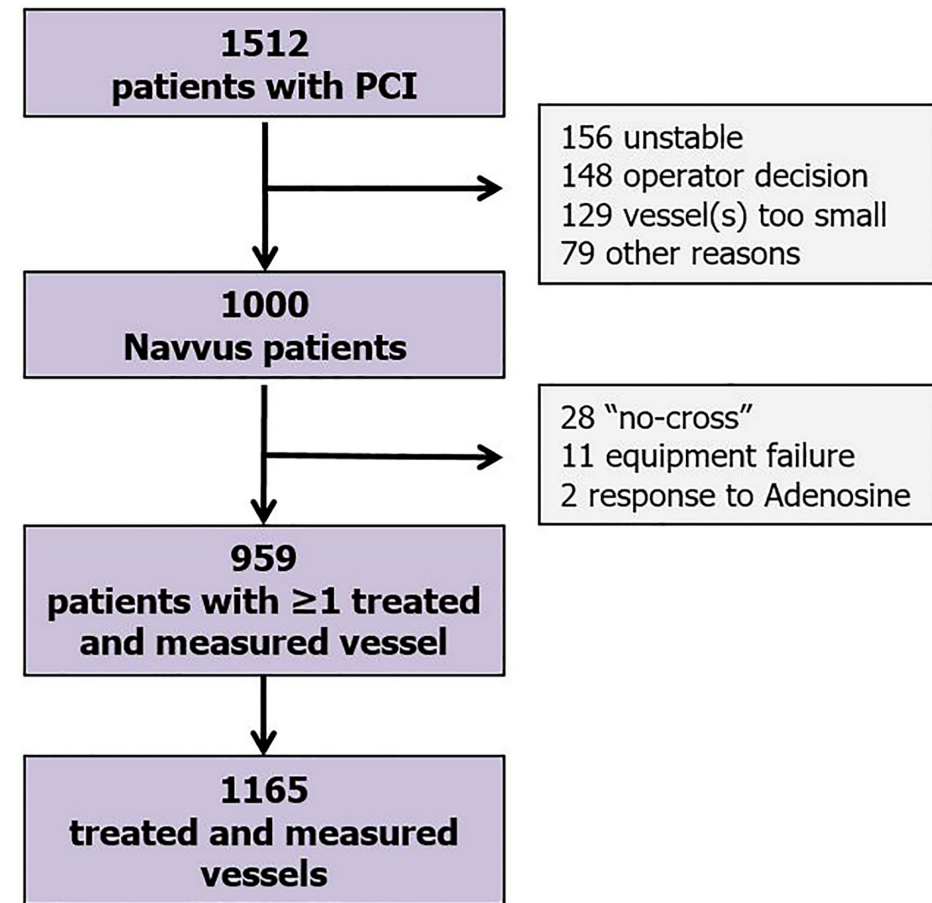 1512
patients with PCI
156 unstable
148 operator decision
129 vessel(s) too small
79 other reasons
1000
Navvus patients
28 “no-cross”
11 equipment failure
2 response to Adenosine
959
patients with ≥1 treated
and measured vessel
1165
treated and measured
vessels